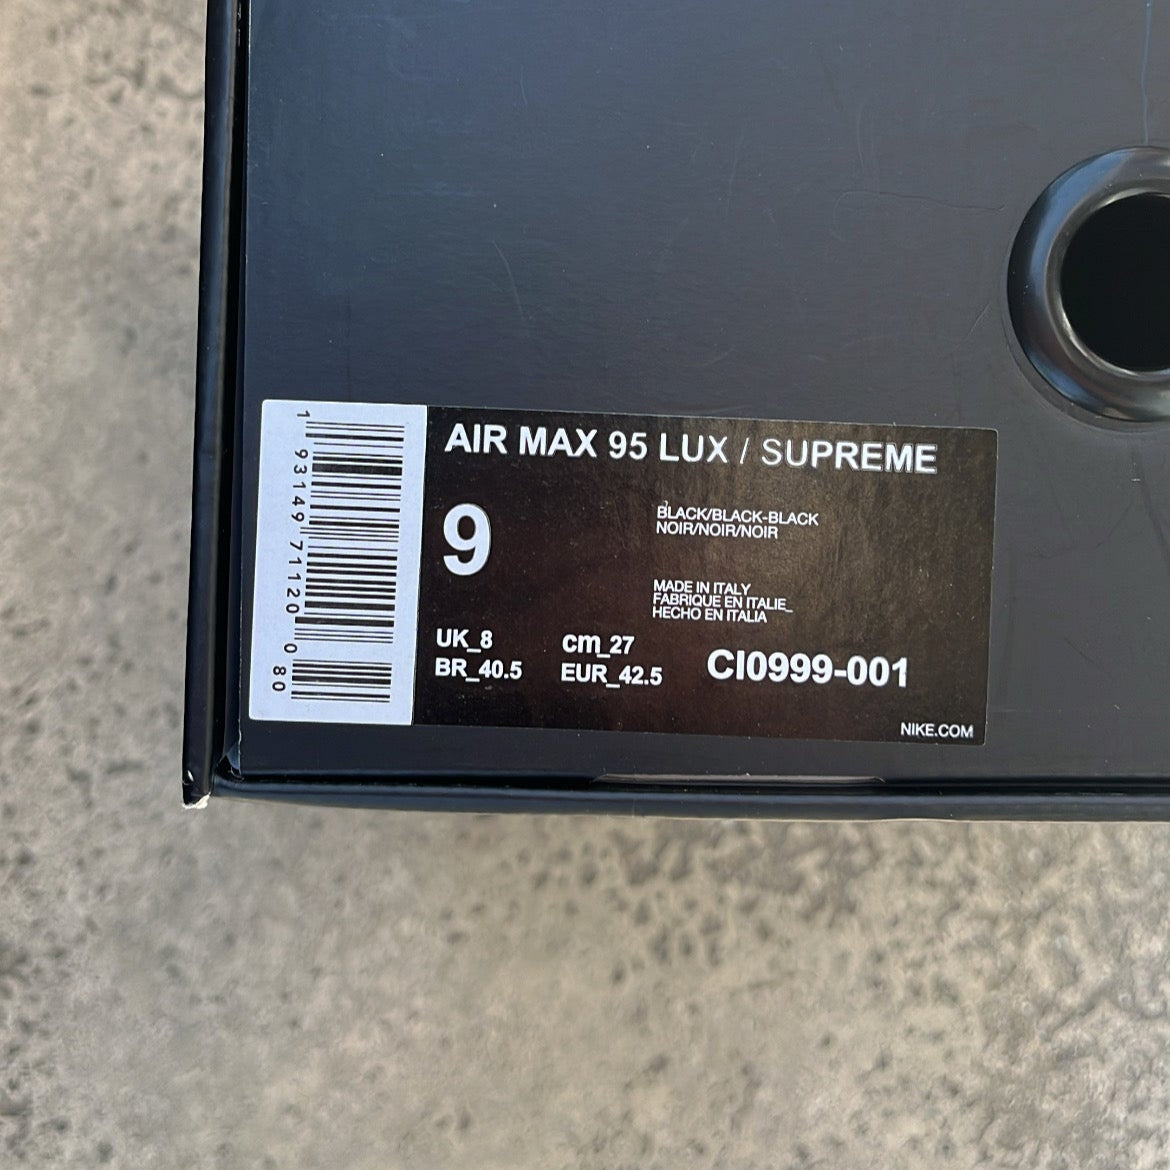 AIR MAX 95 LUX / SUPREME
9
BLACK/BLACK-BLACK
NOIR/NOIR/NOIR
MADE IN ITALY
FABRIQUE EN ITALIE_
HECHO EN ITALIA
UK_8 cm_27
BR_40.5 EUR_42.5
CI0999-001
NIKE.COM
1 93149 71120 0 80